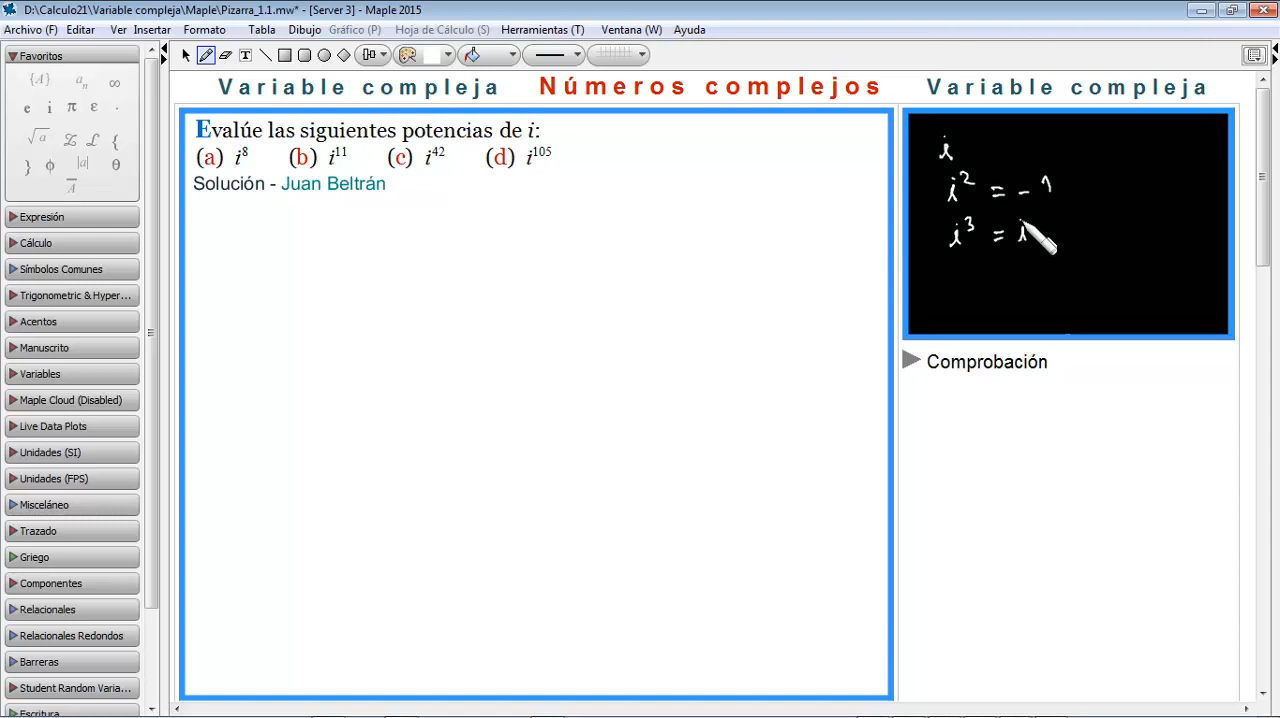 D:\Calculo21\Variable compleja\Maple\Pizarra_1.1.mw* - [Server 3] - Maple 2015
Archivo (F) Editar Ver Insertar Formato Tabla Dibujo Gráfico (P) Hoja de Cálculo (S) Herramientas (T) Ventana (W) Ayuda
Favoritos
{A} aₙ ∞
e i π ε ·
√a ℤ ℒ {
} ϕ |a| θ
A̅
Expresión
Cálculo
Símbolos Comunes
Trigonometric & Hyper...
Acentos
Manuscrito
Variables
Maple Cloud (Disabled)
Live Data Plots
Unidades (SI)
Unidades (FPS)
Misceláneo
Trazado
Griego
Componentes
Relacionales
Relacionales Redondos
Barreras
Student Random Varia...
Escritura
Variable compleja Números complejos Variable compleja
Evalúe las siguientes potencias de i:
(a) i⁸ (b) i¹¹ (c) i⁴² (d) i¹⁰⁵
Solución - Juan Beltrán
i
i² = - 1
i³ = i
Comprobación